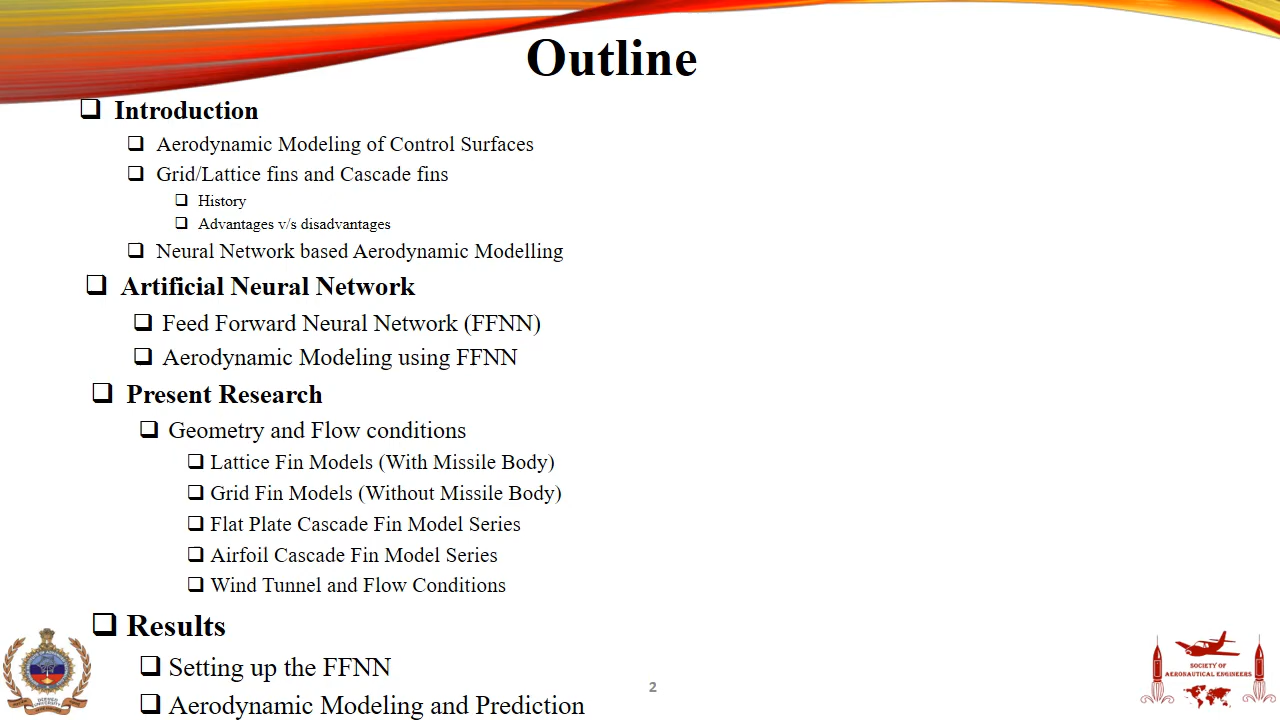 Outline
Introduction
Aerodynamic Modeling of Control Surfaces
Grid/Lattice fins and Cascade fins
History
Advantages v/s disadvantages
Neural Network based Aerodynamic Modelling
Artificial Neural Network
Feed Forward Neural Network (FFNN)
Aerodynamic Modeling using FFNN
Present Research
Geometry and Flow conditions
Lattice Fin Models (With Missile Body)
Grid Fin Models (Without Missile Body)
Flat Plate Cascade Fin Model Series
Airfoil Cascade Fin Model Series
Wind Tunnel and Flow Conditions
Results
Setting up the FFNN
Aerodynamic Modeling and Prediction
2
SOCIETY OF
AERONAUTICAL ENGINEERS